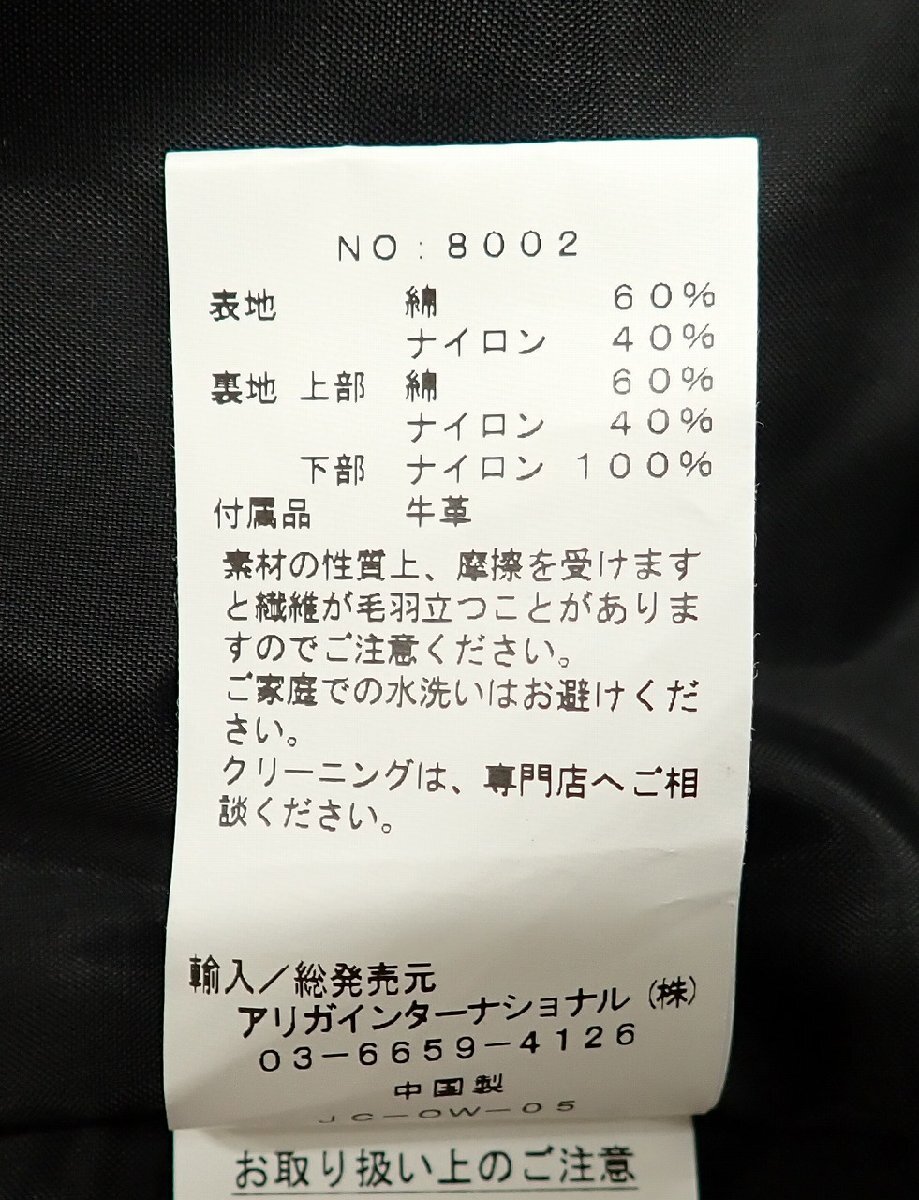 NO:8002
表地 綿 60%
ナイロン 40%
裏地 上部 綿 60%
ナイロン 40%
下部 ナイロン 100%
付属品 牛革
素材の性質上、摩擦を受けます
と繊維が毛羽立つことがありま
すのでご注意ください。
ご家庭での水洗いはお避けくだ
さい。
クリーニングは、専門店へご相
談ください。
輸入/総発売元
アリガインターナショナル(株)
03-6659-4126
中国製
JC-OW-05
お取り扱い上のご注意